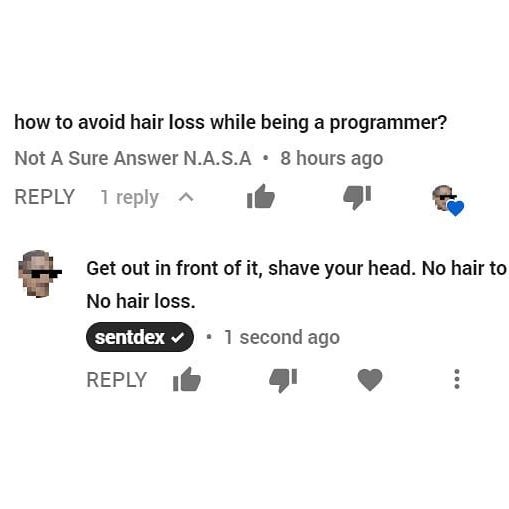 how to avoid hair loss while being a programmer?
Not A Sure Answer N.A.S.A • 8 hours ago
REPLY 1 reply
Get out in front of it, shave your head. No hair to
No hair loss.
sentdex • 1 second ago
REPLY